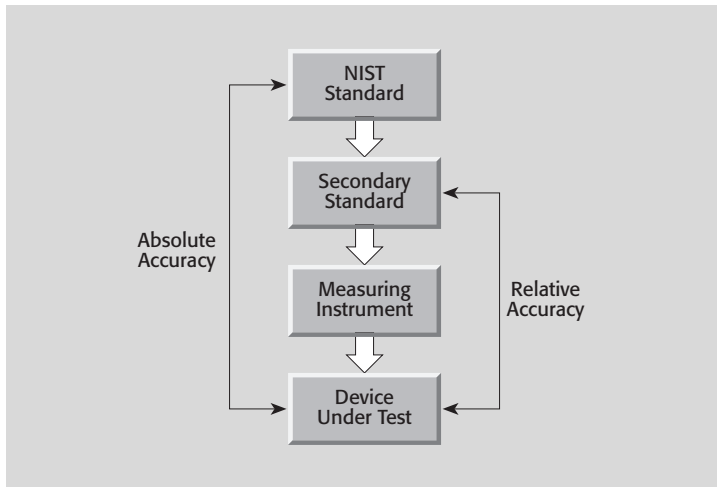 NIST
Standard
Secondary
Standard
Absolute
Accuracy
Measuring
Instrument
Relative
Accuracy
Device
Under Test